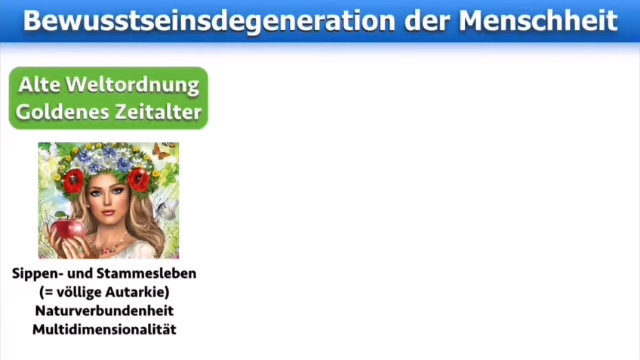 Bewusstseinsdegeneration der Menschheit
Alte Weltordnung
Goldenes Zeitalter
Sippen- und Stammesleben
(= völlige Autarkie)
Naturverbundenheit
Multidimensionalität